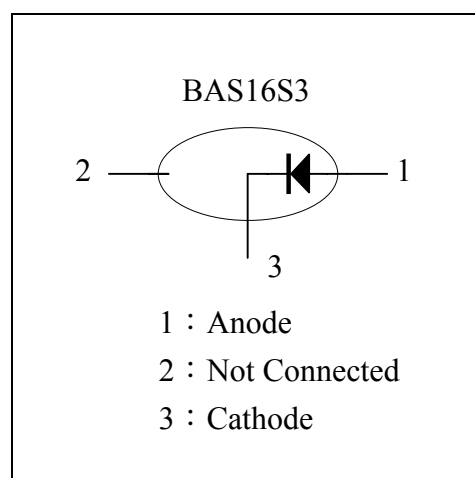 BAS16S3
2
1
3
1：Anode
2：Not Connected
3：Cathode